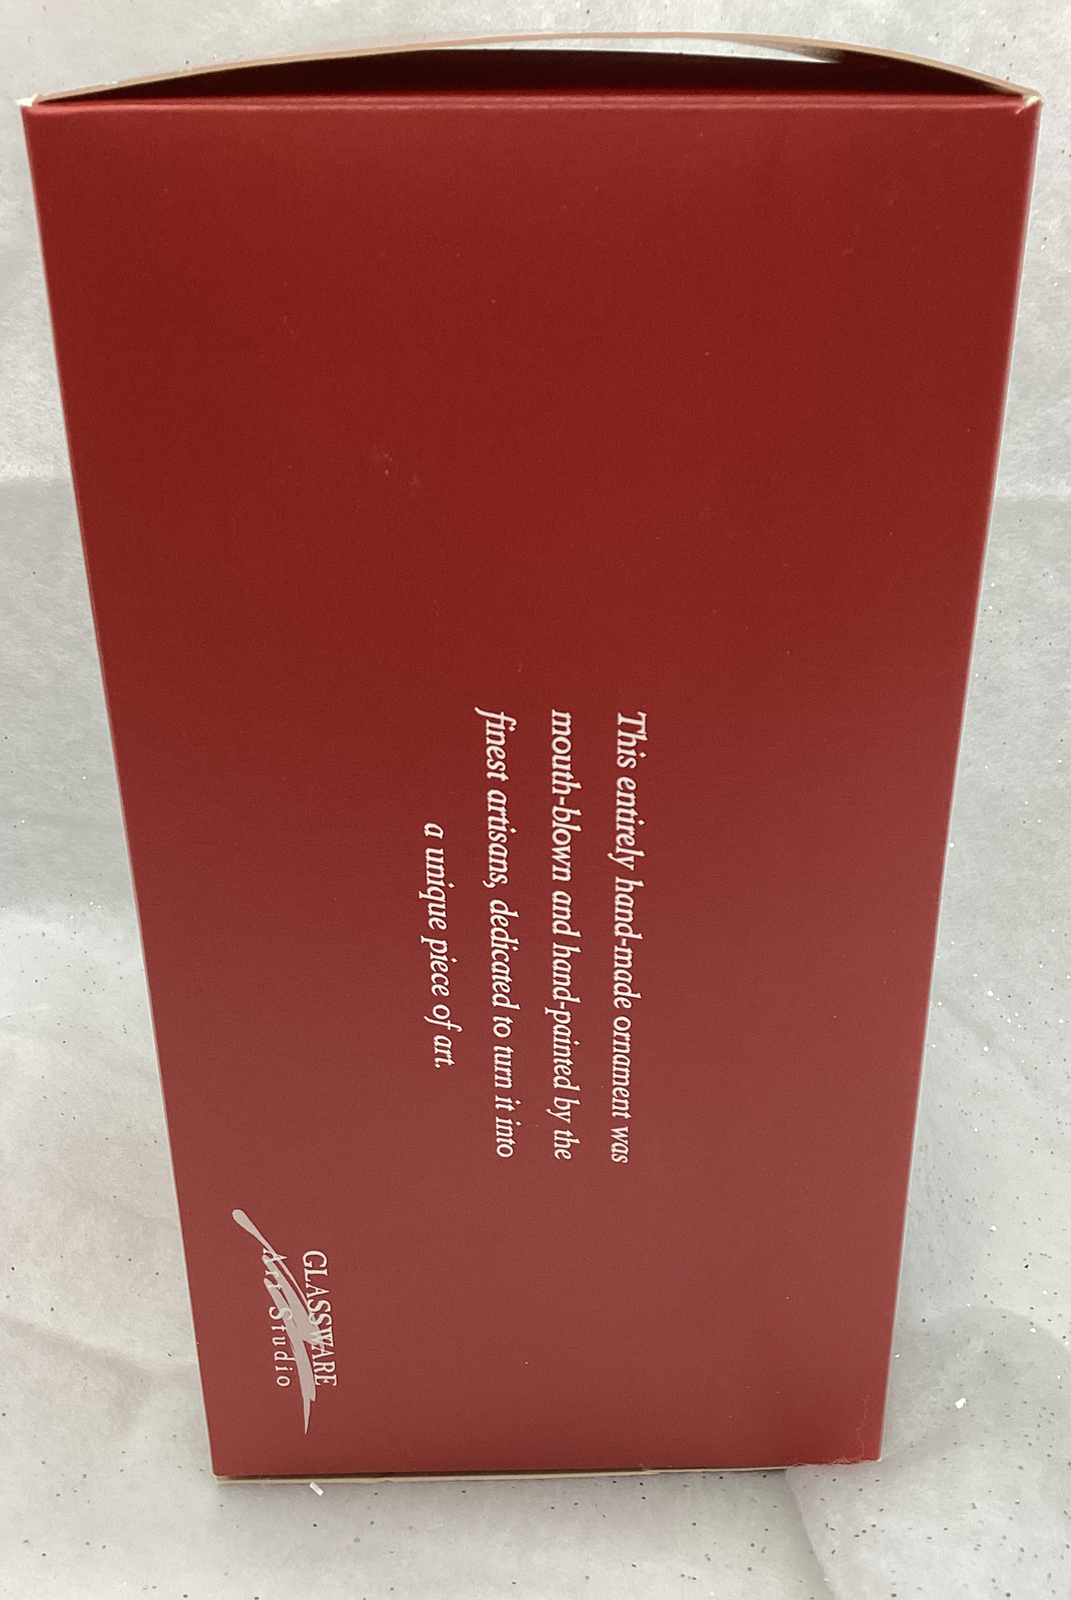 This entirely hand-made ornament was
mouth-blown and hand-painted by the
finest artisans, dedicated to turn it into
a unique piece of art.
GLASSWARE
Art Studio